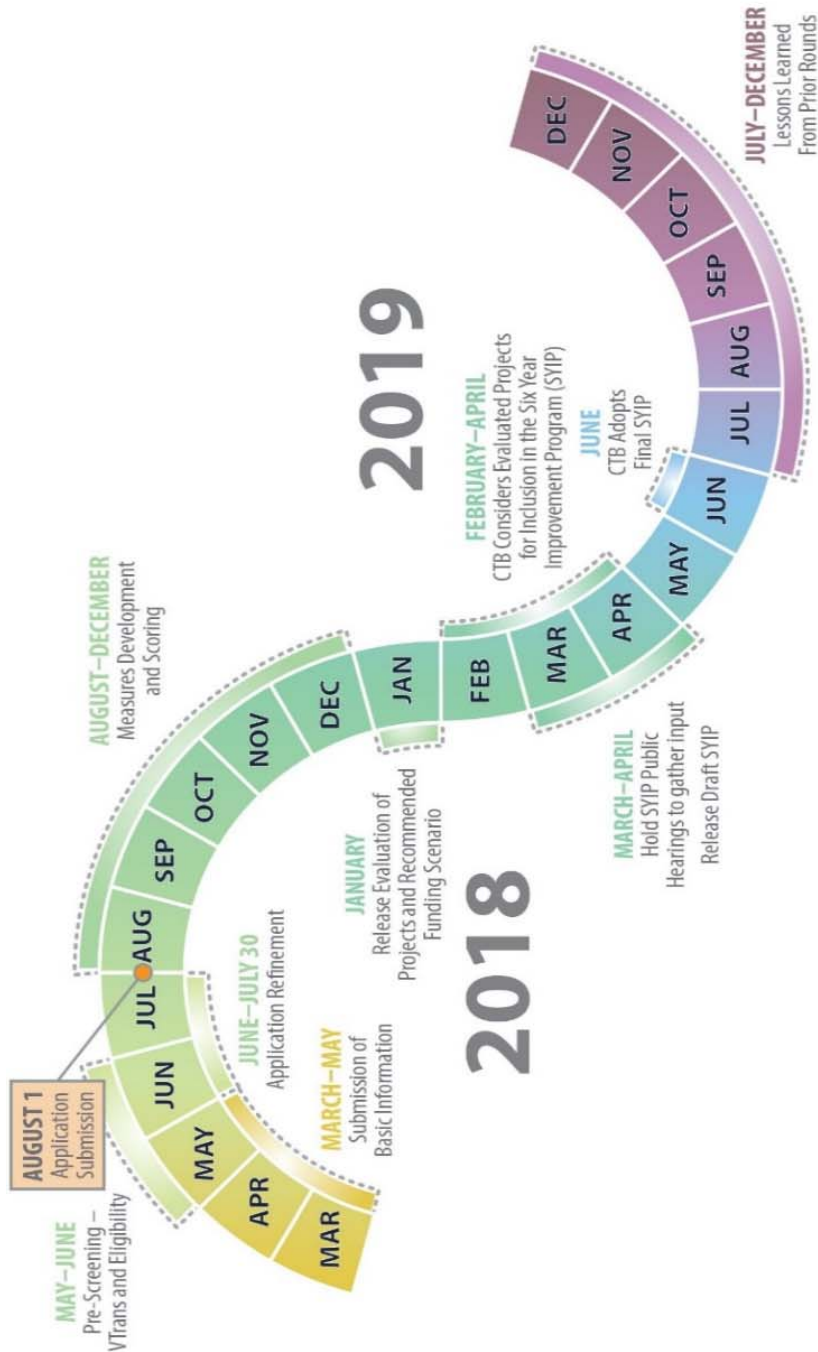 AUGUST 1
Application
Submission
MAY–JUNE
Pre-Screening –
VTrans and Eligibility
AUGUST–DECEMBER
Measures Development
and Scoring
MAR
APR
MAY
JUN
JUL
AUG
SEP
OCT
NOV
DEC
JUNE–JULY 30
Application Refinement
MARCH–MAY
Submission of
Basic Information
2018
JANUARY
Release Evaluation of
Projects and Recommended
Funding Scenario
2019
JAN
FEB
MAR
APR
MAY
JUN
JUL
AUG
SEP
OCT
NOV
DEC
FEBRUARY–APRIL
CTB Considers Evaluated Projects
for Inclusion in the Six Year
Improvement Program (SYIP)
JUNE
CTB Adopts
Final SYIP
MARCH–APRIL
Hold SYIP Public
Hearings to gather input
Release Draft SYIP
JULY–DECEMBER
Lessons Learned
From Prior Rounds